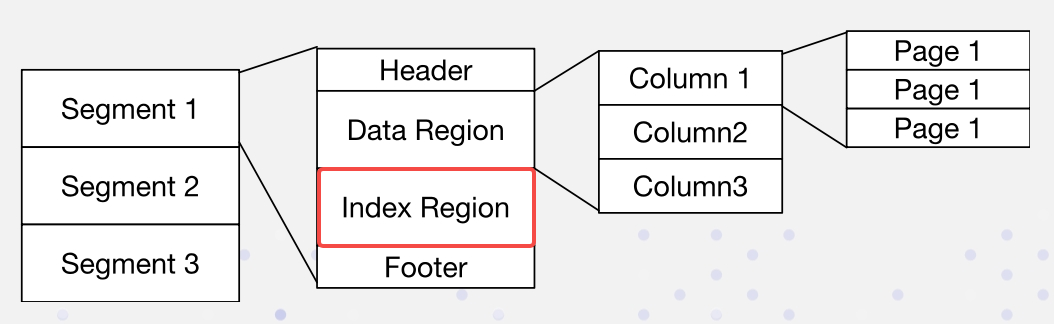 Segment 1
Segment 2
Segment 3
Header
Data Region
Index Region
Footer
Column 1
Column2
Column3
Page 1
Page 1
Page 1